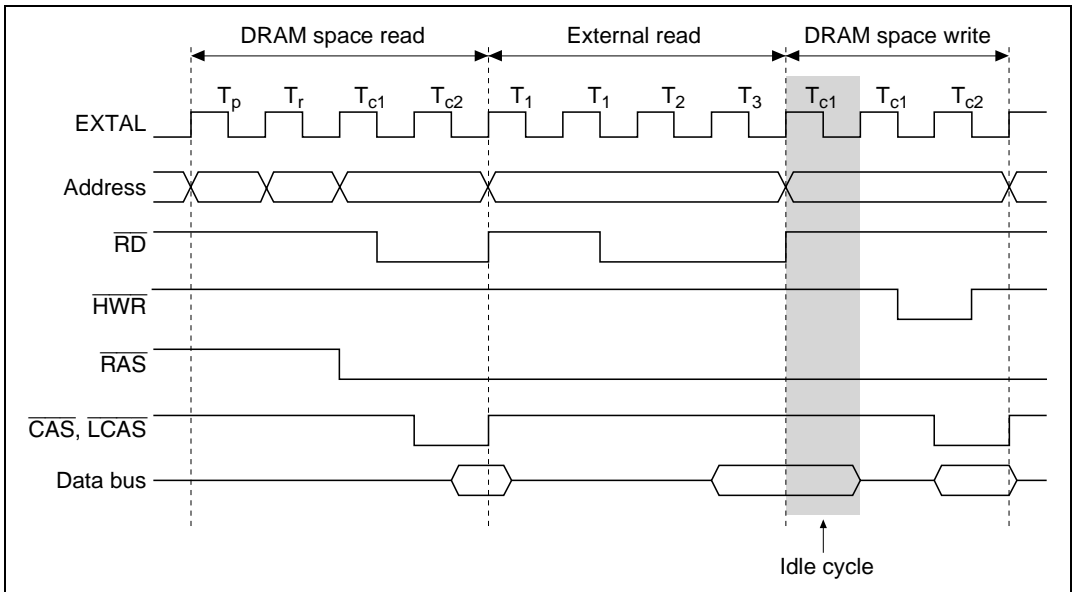 DRAM space read External read DRAM space write
Tp Tr Tc1 Tc2 T1 T1 T2 T3 Tc1 Tc1 Tc2
EXTAL
Address
RD
HWR
RAS
CAS, LCAS
Data bus
Idle cycle